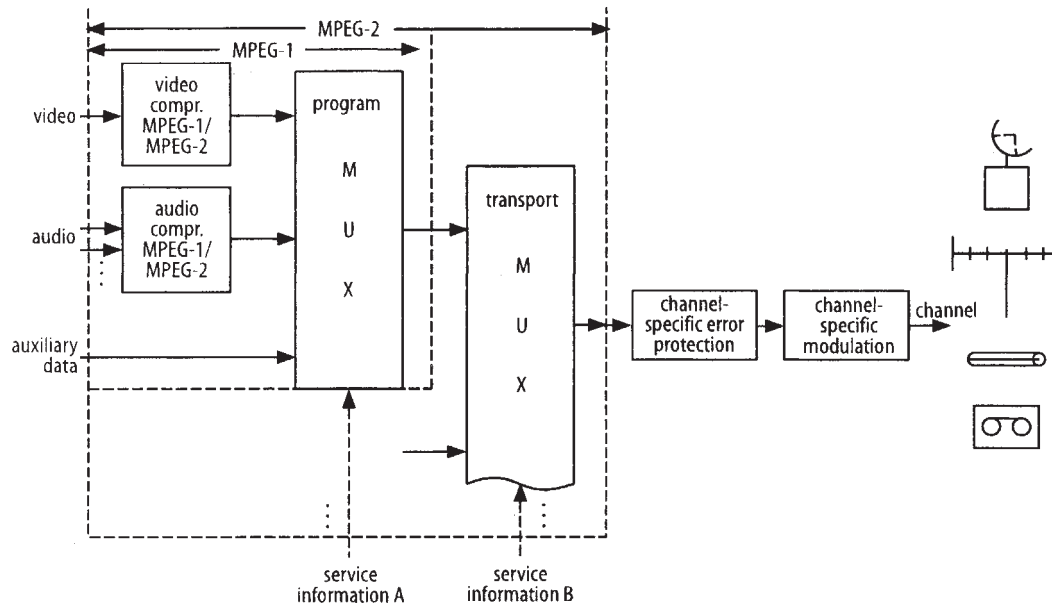 MPEG-2
MPEG-1
video
video
compr.
MPEG-1/
MPEG-2
audio
audio
compr.
MPEG-1/
MPEG-2
auxiliary
data
program
M
U
X
transport
M
U
X
channel-
specific error
protection
channel-
specific
modulation
channel
service
information A
service
information B